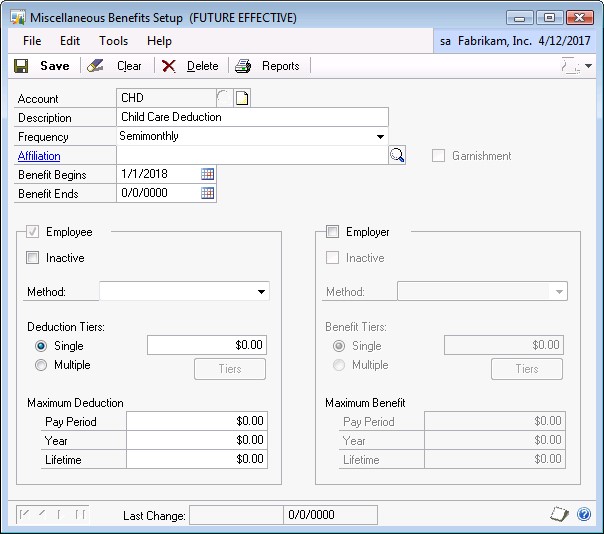 Miscellaneous Benefits Setup (FUTURE EFFECTIVE)
File Edit Tools Help sa Fabrikam, Inc. 4/12/2017
Save Clear Delete Reports
Account CHD
Description Child Care Deduction
Frequency Semimonthly
Affiliation Garnishment
Benefit Begins 1/1/2018
Benefit Ends 0/0/0000
Employee Employer
Inactive Inactive
Method: Method:
Deduction Tiers: Benefit Tiers:
Single $0.00 Single $0.00
Multiple Tiers Multiple Tiers
Maximum Deduction Maximum Benefit
Pay Period $0.00 Pay Period $0.00
Year $0.00 Year $0.00
Lifetime $0.00 Lifetime $0.00
Last Change: 0/0/0000